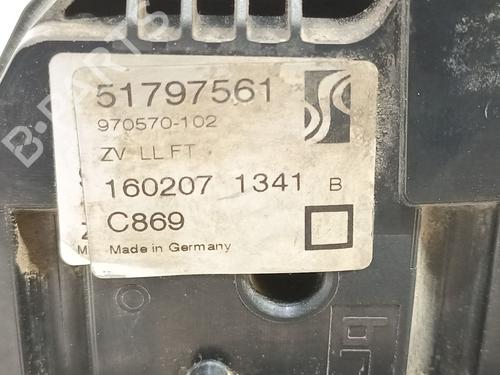 51797561
970570-102
ZV LL FT
160207 1341 B
C869
Made in Germany
B-PARTS